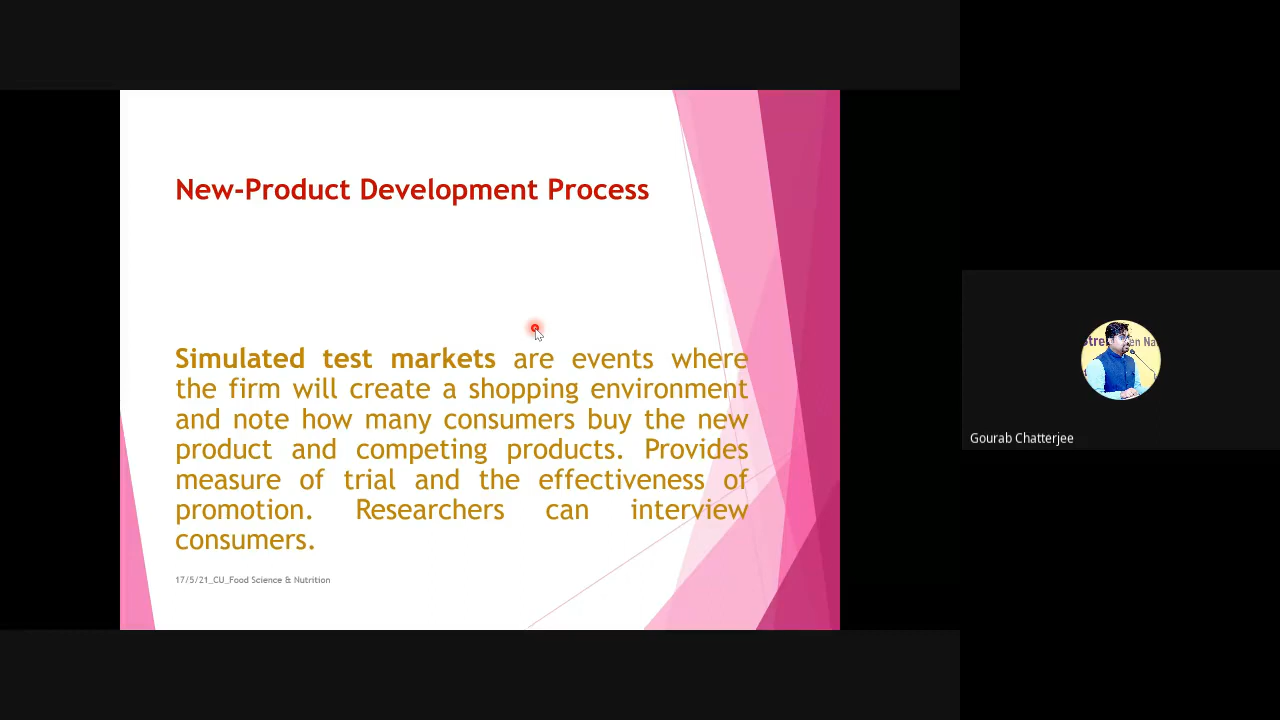 New-Product Development Process
Simulated test markets are events where
the firm will create a shopping environment
and note how many consumers buy the new
product and competing products. Provides
measure of trial and the effectiveness of
promotion. Researchers can interview
consumers.
17/5/21_CU_Food Science & Nutrition
Gourab Chatterjee